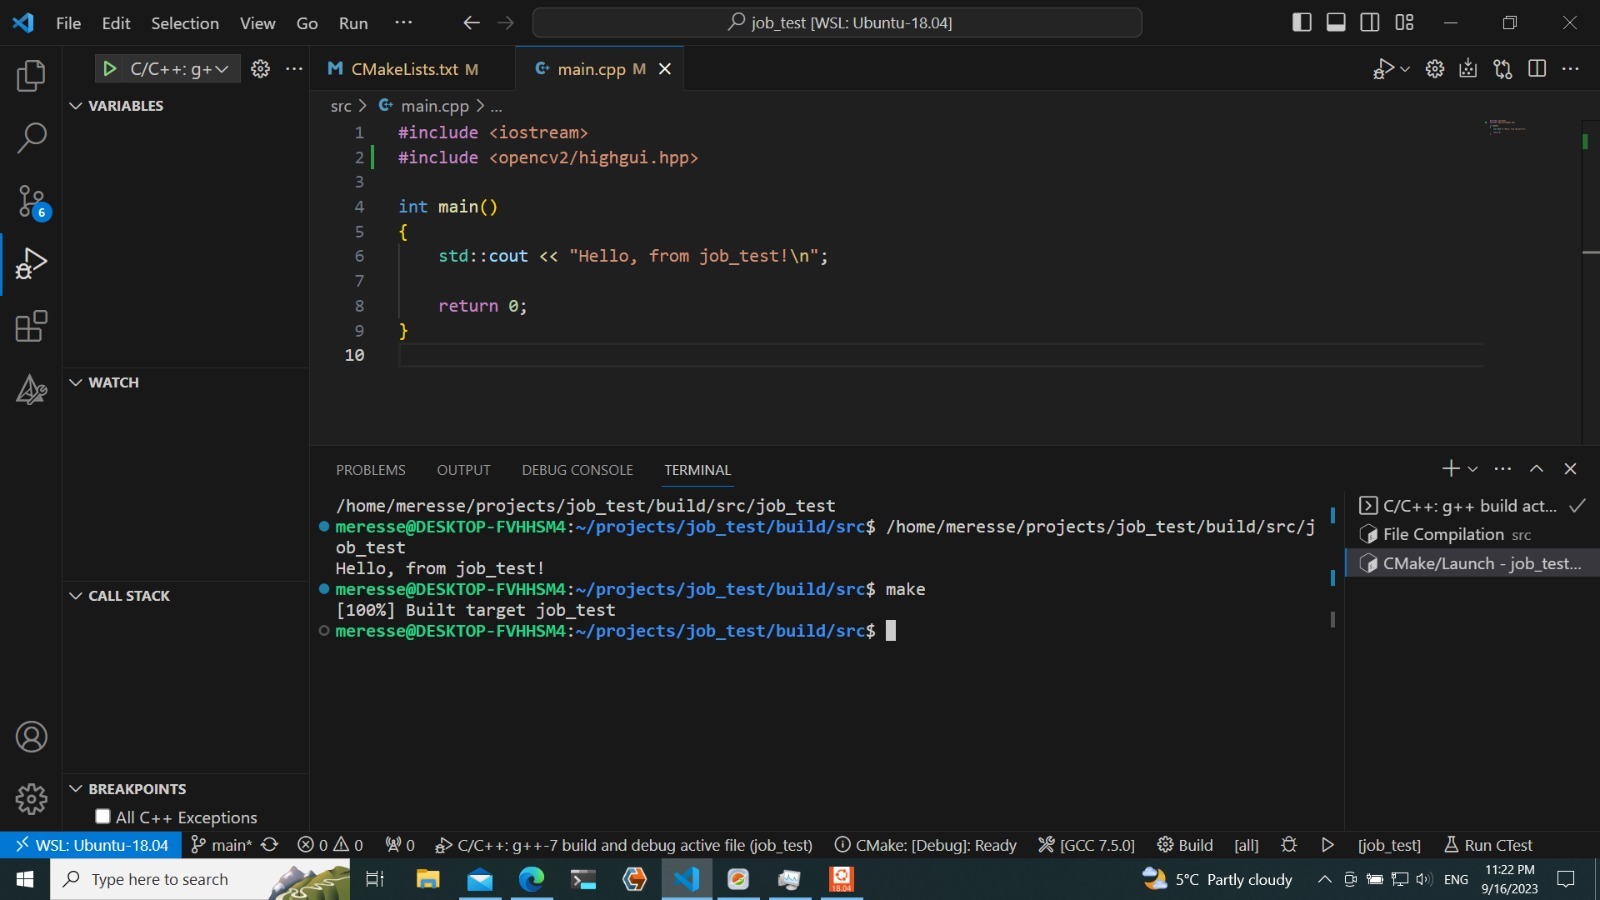 File Edit Selection View Go Run ···
job_test [WSL: Ubuntu-18.04]
C/C++: g+
CMakeLists.txt M
main.cpp M
VARIABLES
src > main.cpp > ...
1 #include <iostream>
2 #include <opencv2/highgui.hpp>
3
4 int main()
5 {
6 std::cout << "Hello, from job_test!\n";
7
8 return 0;
9 }
10
6
WATCH
CALL STACK
BREAKPOINTS
All C++ Exceptions
PROBLEMS OUTPUT DEBUG CONSOLE TERMINAL
/home/meresse/projects/job_test/build/src/job_test
meresse@DESKTOP-FVHHSM4:~/projects/job_test/build/src$ /home/meresse/projects/job_test/build/src/j
ob_test
Hello, from job_test!
meresse@DESKTOP-FVHHSM4:~/projects/job_test/build/src$ make
[100%] Built target job_test
meresse@DESKTOP-FVHHSM4:~/projects/job_test/build/src$
C/C++: g++ build act...
File Compilation src
CMake/Launch - job_test...
WSL: Ubuntu-18.04 main* 0 0 0 C/C++: g++-7 build and debug active file (job_test) CMake: [Debug]: Ready [GCC 7.5.0] Build [all] [job_test] Run CTest
Type here to search
18.04
5°C Partly cloudy
ENG
11:22 PM
9/16/2023